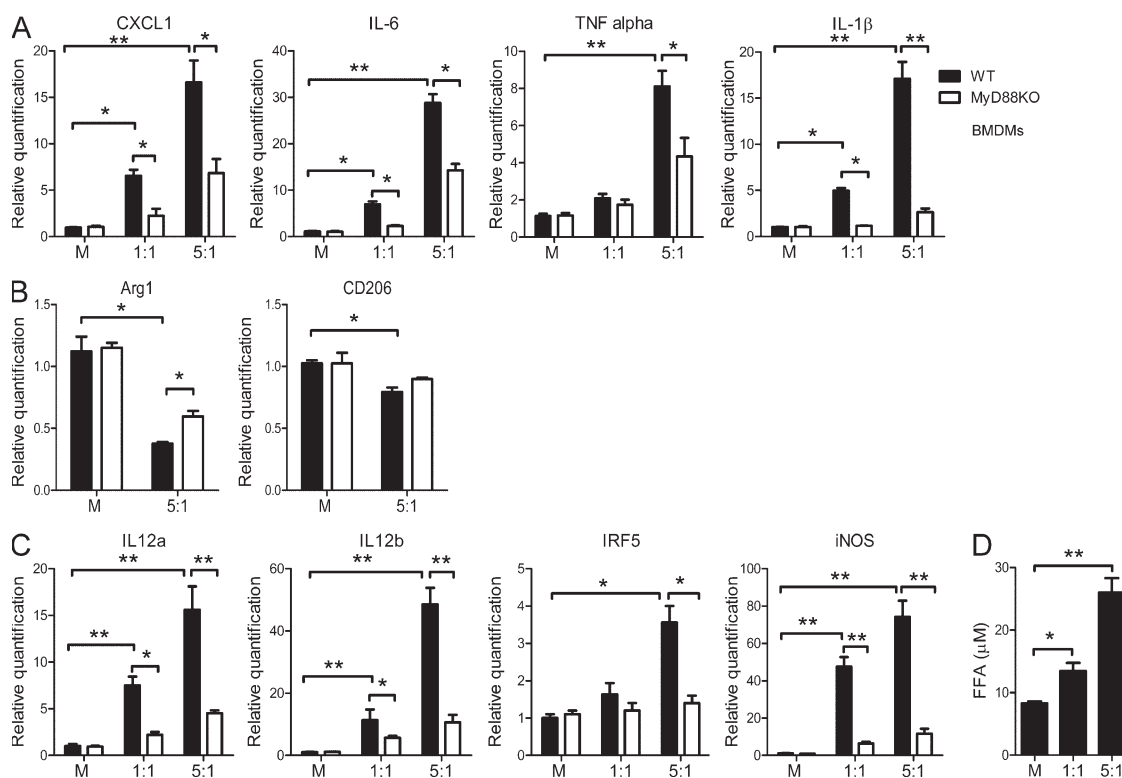 A
CXCL1
IL-6
TNF alpha
IL-1β
Relative quantification
20
15
10
5
0
**
*
*
*
M 1:1 5:1
Relative quantification
40
30
20
10
0
**
*
*
*
M 1:1 5:1
Relative quantification
8
6
4
2
0
**
*
M 1:1 5:1
Relative quantification
20
15
10
5
0
**
**
*
*
M 1:1 5:1
WT
MyD88KO
BMDMs
B
Arg1
CD206
Relative quantification
1.5
1.0
0.5
0.0
*
*
M 5:1
Relative quantification
1.5
1.0
0.5
0.0
*
M 5:1
C
IL12a
IL12b
IRF5
iNOS
Relative quantification
20
15
10
5
0
**
**
**
*
M 1:1 5:1
Relative quantification
60
40
20
0
**
**
**
*
M 1:1 5:1
Relative quantification
5
4
3
2
1
0
*
*
M 1:1 5:1
Relative quantification
100
80
60
40
20
0
**
**
**
**
M 1:1 5:1
D
FFA (μM)
30
20
10
0
**
*
M 1:1 5:1